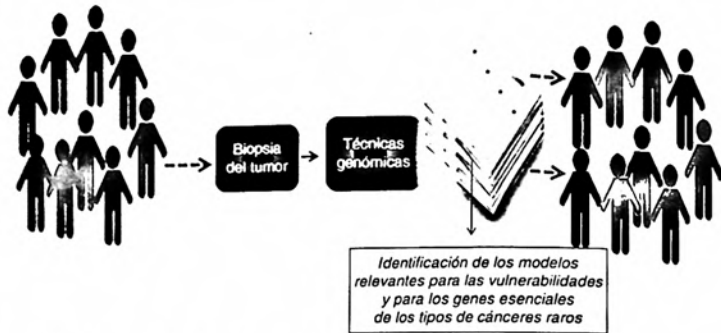 Biopsia
del tumor
Técnicas
genómicas
Identificación de los modelos
relevantes para las vulnerabilidades
y para los genes esenciales
de los tipos de cánceres raros